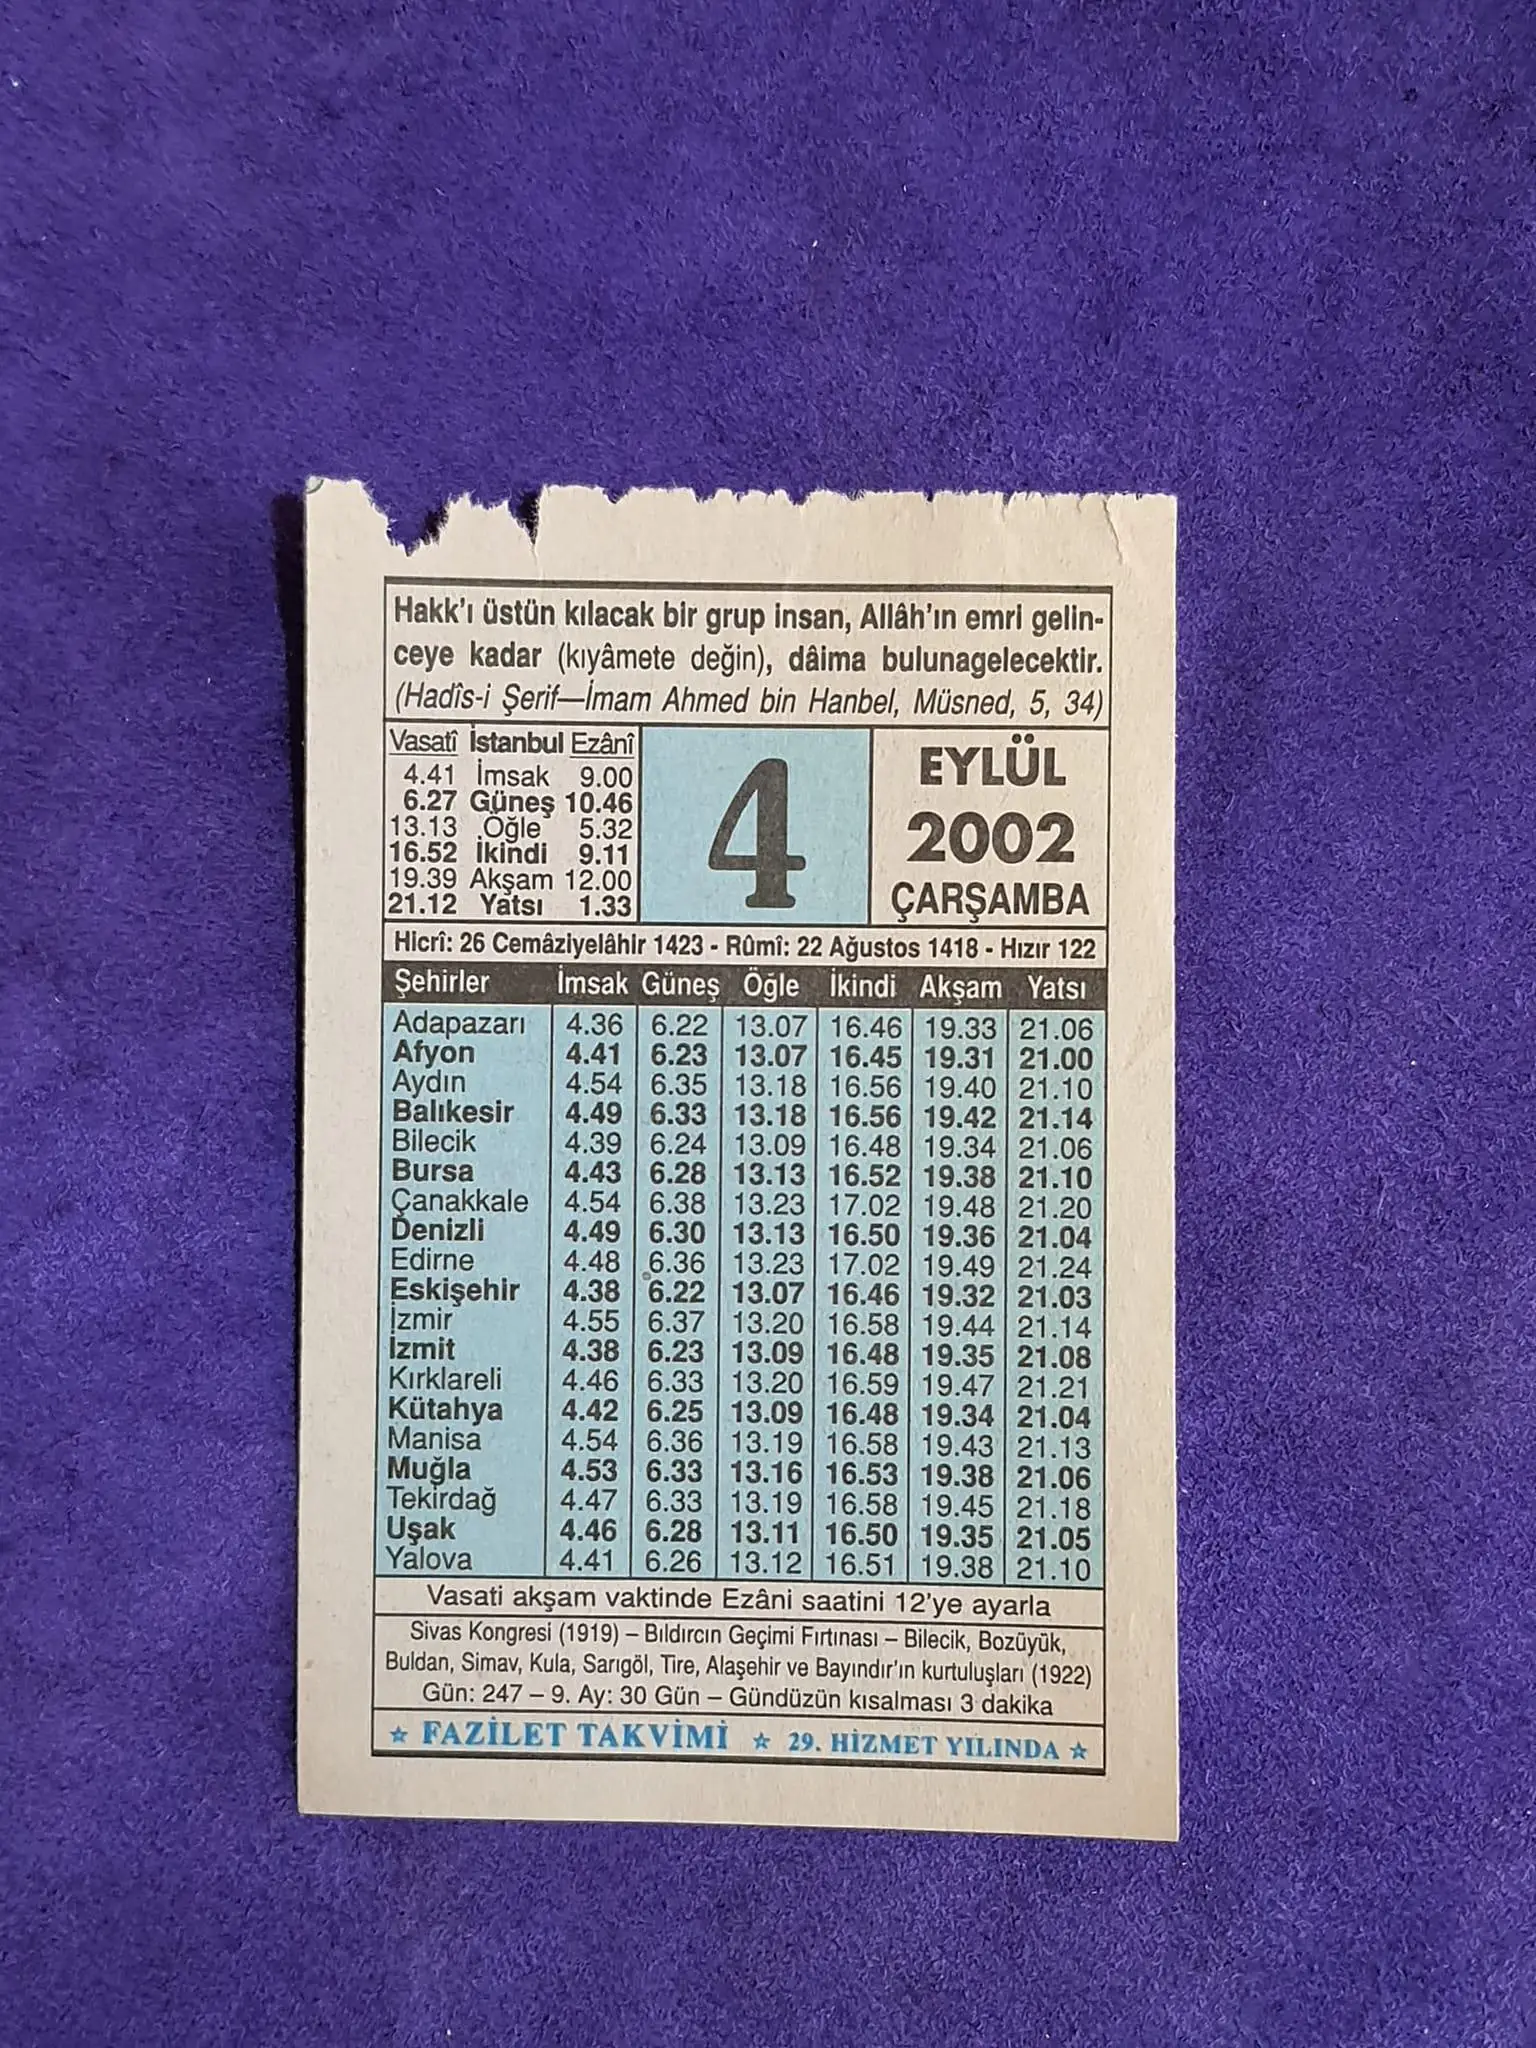 Hakk'ı üstün kılacak bir grup insan, Allâh'ın emri gelin-
ceye kadar (kıyâmete değin), dâima bulunagelecektir.
(Hadîs-i Şerif—İmam Ahmed bin Hanbel, Müsned, 5, 34)
Vasatî İstanbul Ezânî
4.41 İmsak 9.00
6.27 Güneş 10.46
13.13 Öğle 5.32
16.52 İkindi 9.11
19.39 Akşam 12.00
21.12 Yatsı 1.33
4
EYLÜL
2002
ÇARŞAMBA
Hicrî: 26 Cemâziyelâhir 1423 - Rûmî: 22 Ağustos 1418 - Hızır 122
Şehirler İmsak Güneş Öğle İkindi Akşam Yatsı
Adapazarı 4.36 6.22 13.07 16.46 19.33 21.06
Afyon 4.41 6.23 13.07 16.45 19.31 21.00
Aydın 4.54 6.35 13.18 16.56 19.40 21.10
Balıkesir 4.49 6.33 13.18 16.56 19.42 21.14
Bilecik 4.39 6.24 13.09 16.48 19.34 21.06
Bursa 4.43 6.28 13.13 16.52 19.38 21.10
Çanakkale 4.54 6.38 13.23 17.02 19.48 21.20
Denizli 4.49 6.30 13.13 16.50 19.36 21.04
Edirne 4.48 6.36 13.23 17.02 19.49 21.24
Eskişehir 4.38 6.22 13.07 16.46 19.32 21.03
İzmir 4.55 6.37 13.20 16.58 19.44 21.14
İzmit 4.38 6.23 13.09 16.48 19.35 21.08
Kırklareli 4.46 6.33 13.20 16.59 19.47 21.21
Kütahya 4.42 6.25 13.09 16.48 19.34 21.04
Manisa 4.54 6.36 13.19 16.58 19.43 21.13
Muğla 4.53 6.33 13.16 16.53 19.38 21.06
Tekirdağ 4.47 6.33 13.19 16.58 19.45 21.18
Uşak 4.46 6.28 13.11 16.50 19.35 21.05
Yalova 4.41 6.26 13.12 16.51 19.38 21.10
Vasati akşam vaktinde Ezâni saatini 12'ye ayarla
Sivas Kongresi (1919) – Bıldırcın Geçimi Fırtınası – Bilecik, Bozüyük,
Buldan, Simav, Kula, Sarıgöl, Tire, Alaşehir ve Bayındır'ın kurtuluşları (1922)
Gün: 247 – 9. Ay: 30 Gün – Gündüzün kısalması 3 dakika
☆ FAZİLET TAKVİMİ ☆ 29. HİZMET YILINDA ☆